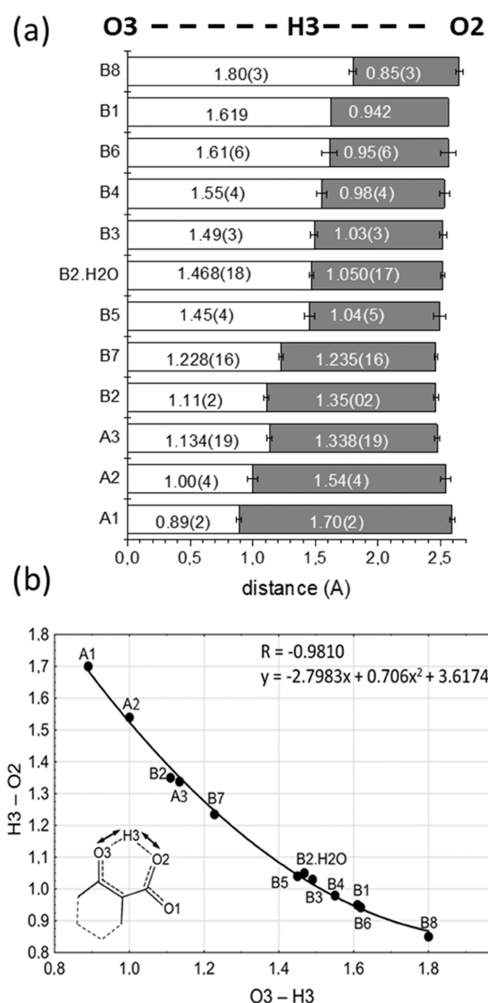 (a)
O3 H3 O2
B8 1.80(3) 0.85(3)
B1 1.619 0.942
B6 1.61(6) 0.95(6)
B4 1.55(4) 0.98(4)
B3 1.49(3) 1.03(3)
B2.H2O 1.468(18) 1.050(17)
B5 1.45(4) 1.04(5)
B7 1.228(16) 1.235(16)
B2 1.11(2) 1.35(02)
A3 1.134(19) 1.338(19)
A2 1.00(4) 1.54(4)
A1 0.89(2) 1.70(2)
0,0 0,5 1,0 1,5 2,0 2,5
distance (A)
(b)
1.8
1.7
1.6
1.5
1.4
1.3
1.2
1.1
1.0
0.9
0.8
H3 – O2
R = -0.9810
y = -2.7983x + 0.706x² + 3.6174
A1
A2
B2
A3
B7
B2.H2O
B5
B3
B4
B1
B6
B8
H3
O3
O2
O1
0.8 1.0 1.2 1.4 1.6 1.8
O3 – H3